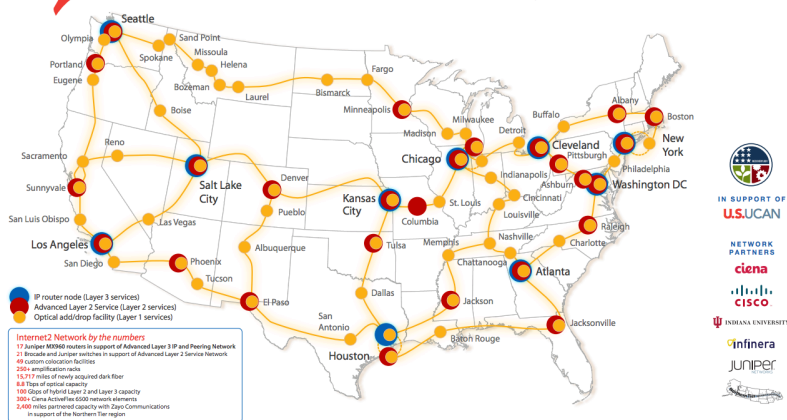 Seattle
Olympia
Sand Point
Spokane
Missoula
Helena
Portland
Eugene
Bozeman
Laurel
Bismarck
Fargo
Minneapolis
Boise
Milwaukee
Madison
Detroit
Buffalo
Albany
Boston
Chicago
Cleveland
Pittsburgh
New
York
Philadelphia
Reno
Sacramento
Salt Lake
City
Denver
Kansas
City
Indianapolis
Ashburn
Washington DC
Sunnyvale
Pueblo
Columbia
St. Louis
Cincinnati
Louisville
San Luis Obispo
Las Vegas
Raleigh
Los Angeles
Albuquerque
Tulsa
Memphis
Nashville
Charlotte
San Diego
Phoenix
Chattanooga
Atlanta
Tucson
Dallas
El Paso
Jackson
San
Antonio
Jacksonville
Baron Rouge
Houston
IP router node (Layer 3 services)
Advanced Layer 2 Service (Layer 2 services)
Optical add/drop facility (Layer 1 services)
Internet2 Network by the numbers
17 Juniper MX960 routers in support of Advanced Layer 3 IP and Peering Network
21 Brocade and Juniper switches in support of Advanced Layer 2 Service Network
49 custom colocation facilities
250+ amplification racks
15,717 miles of newly acquired dark fiber
8.8 Tbps of optical capacity
100 Gbps of hybrid Layer 2 and Layer 3 capacity
300+ Ciena ActiveFlex 6500 network elements
2,400 miles partnered capacity with Zayo Communications
in support of the Northern Tier region
IN SUPPORT OF
U.S.UCAN
NETWORK
PARTNERS
ciena
CISCO
INDIANA UNIVERSITY
infinera
JUNIPER
NETWORKS